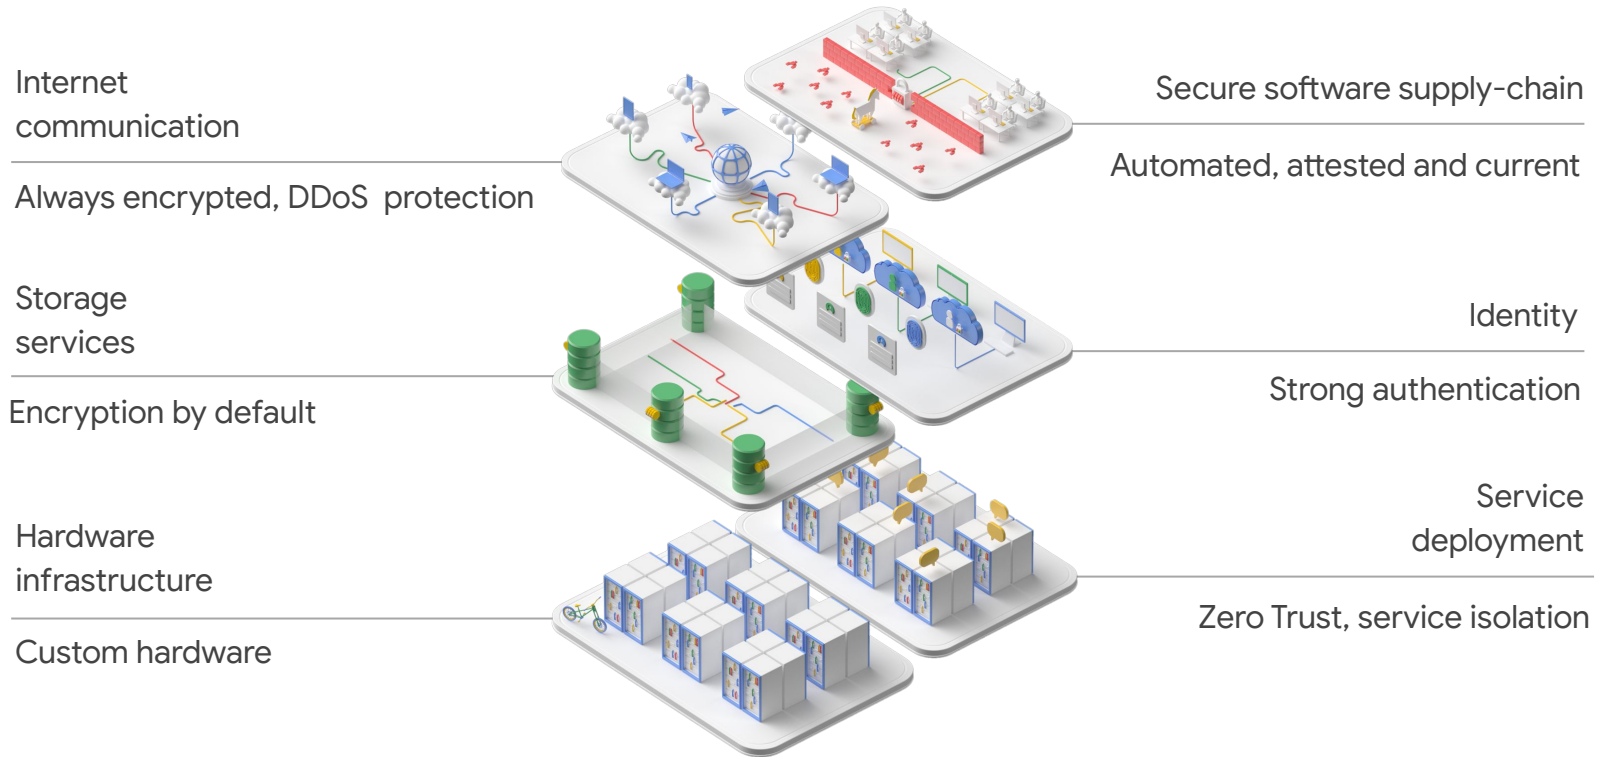 Internet
communication
Always encrypted, DDoS  protection
Storage
services
Encryption by default
Hardware
infrastructure
Custom hardware
Secure software supply-chain
Automated, attested and current
Identity
Strong authentication
Service
deployment
Zero Trust, service isolation